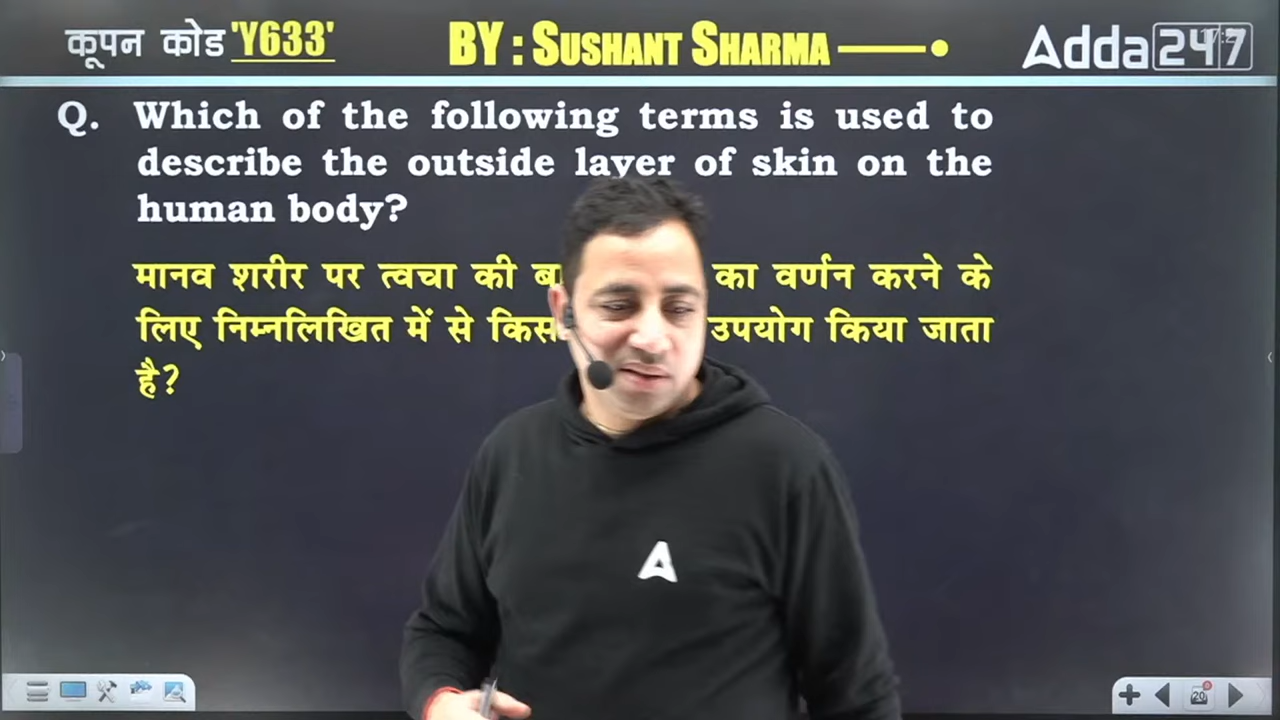 कूपन कोड 'Y633' BY : SUSHANT SHARMA Adda247
Q. Which of the following terms is used to
describe the outside layer of skin on the
human body?
मानव शरीर पर त्वचा की का वर्णन करने के
लिए निम्नलिखित में से किस उपयोग किया जाता
है?
A
20